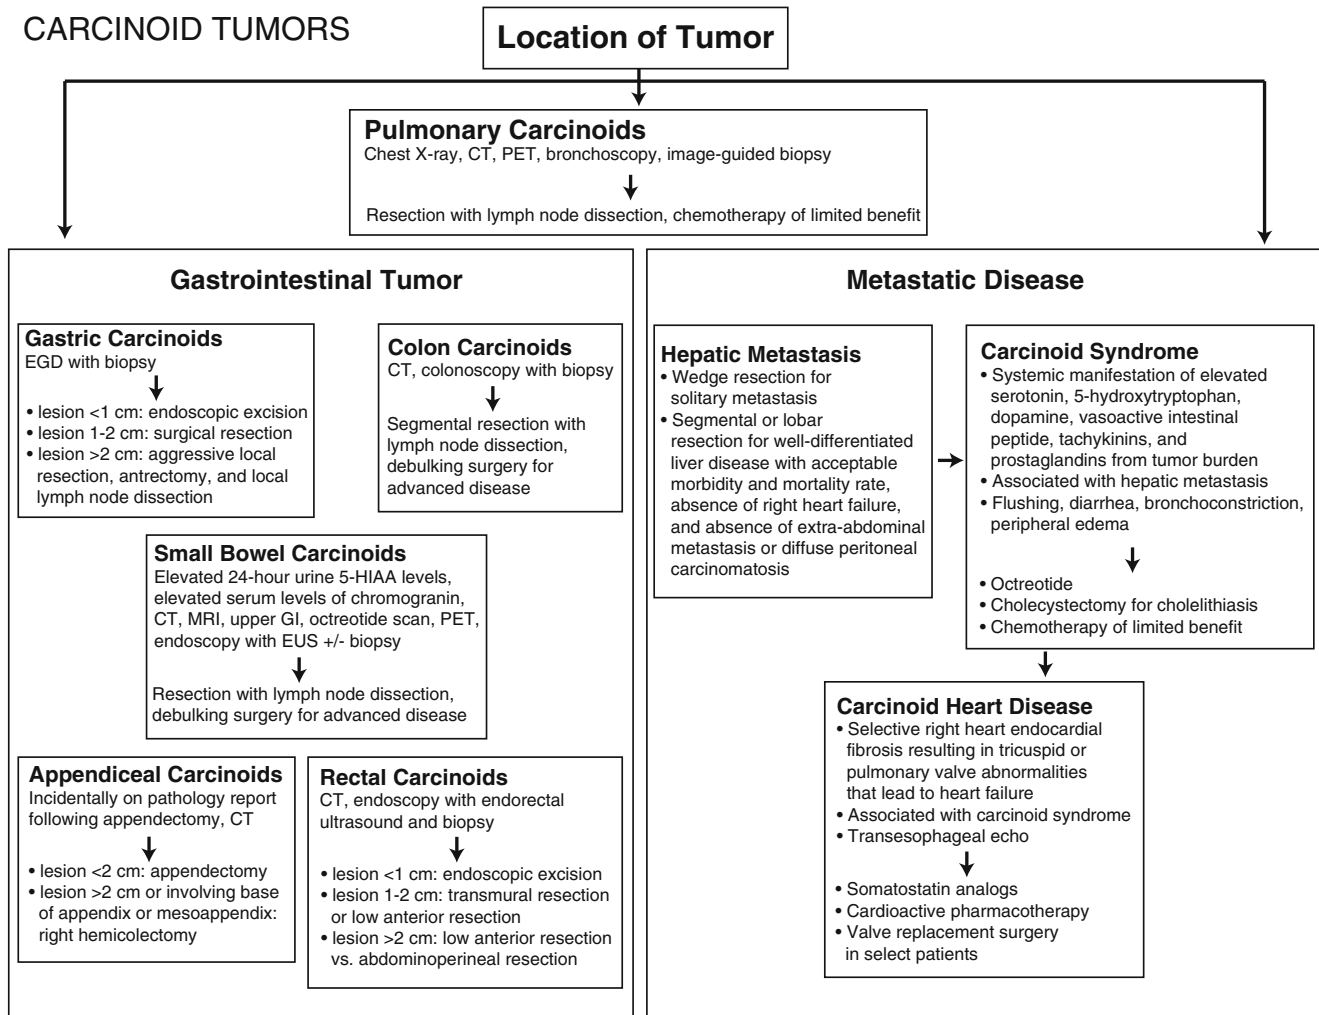 CARCINOID TUMORS
Location of Tumor
Pulmonary Carcinoids
Chest X-ray, CT, PET, bronchoscopy, image-guided biopsy
Resection with lymph node dissection, chemotherapy of limited benefit
Gastrointestinal Tumor
Gastric Carcinoids
EGD with biopsy
• lesion <1 cm: endoscopic excision
• lesion 1-2 cm: surgical resection
• lesion >2 cm: aggressive local
resection, antrectomy, and local
lymph node dissection
Colon Carcinoids
CT, colonoscopy with biopsy
Segmental resection with
lymph node dissection,
debulking surgery for
advanced disease
Small Bowel Carcinoids
Elevated 24-hour urine 5-HIAA levels,
elevated serum levels of chromogranin,
CT, MRI, upper GI, octreotide scan, PET,
endoscopy with EUS +/- biopsy
Resection with lymph node dissection,
debulking surgery for advanced disease
Appendiceal Carcinoids
Incidentally on pathology report
following appendectomy, CT
• lesion <2 cm: appendectomy
• lesion >2 cm or involving base
of appendix or mesoappendix:
right hemicolectomy
Rectal Carcinoids
CT, endoscopy with endorectal
ultrasound and biopsy
• lesion <1 cm: endoscopic excision
• lesion 1-2 cm: transmural resection
or low anterior resection
• lesion >2 cm: low anterior resection
vs. abdominoperineal resection
Metastatic Disease
Hepatic Metastasis
• Wedge resection for
solitary metastasis
• Segmental or lobar
resection for well-differentiated
liver disease with acceptable
morbidity and mortality rate,
absence of right heart failure,
and absence of extra-abdominal
metastasis or diffuse peritoneal
carcinomatosis
Carcinoid Syndrome
• Systemic manifestation of elevated
serotonin, 5-hydroxytryptophan,
dopamine, vasoactive intestinal
peptide, tachykinins, and
prostaglandins from tumor burden
• Associated with hepatic metastasis
• Flushing, diarrhea, bronchoconstriction,
peripheral edema
• Octreotide
• Cholecystectomy for cholelithiasis
• Chemotherapy of limited benefit
Carcinoid Heart Disease
• Selective right heart endocardial
fibrosis resulting in tricuspid or
pulmonary valve abnormalities
that lead to heart failure
• Associated with carcinoid syndrome
• Transesophageal echo
• Somatostatin analogs
• Cardioactive pharmacotherapy
• Valve replacement surgery
in select patients